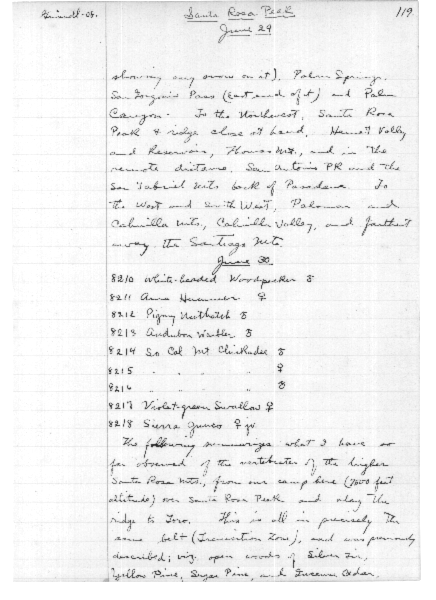 Grinnell-08.
Santa Rosa Peak
119
June 29
showing any snow on it). Palm Springs.
San Gorgonio Pass (east end of it) and Palm
Canyon. To the Northwest, Santa Rosa
Peak & ridge close at hand, Hemet Valley
and Reservoir, Thomas Mt., and in the
remote distance, San Antonio Pk and the
San Gabriel Mts back of Pasadena. To
the West and South West, Palomar and
Cahuilla Mts., Cahuilla Valley, and farthest
away the Santiago Mts.
June 30
8210 White-headed Woodpecker ♂
8211 Anna Hummer ♀
8212 Pigmy Nuthatch ♂
8213 Audubon Warbler ♂
8214 So Cal Mt Chickadee ♂
8215 " " " ♀
8216 " " " ♂
8217 Violet-green Swallow ♀
8218 Sierra Junco ♀ jv
The following summarizes what I have so
far observed of the vertebrates of the higher
Santa Rosa Mts., from our camp here (7500 feet
altitude) over Santa Rosa Peak and along the
ridge to Toro. This is all in precisely the
same belt (Transition Zone), and was previously
described; viz. open woods of Silver Fir,
Yellow Pine, Sugar Pine, and Incense Cedar.